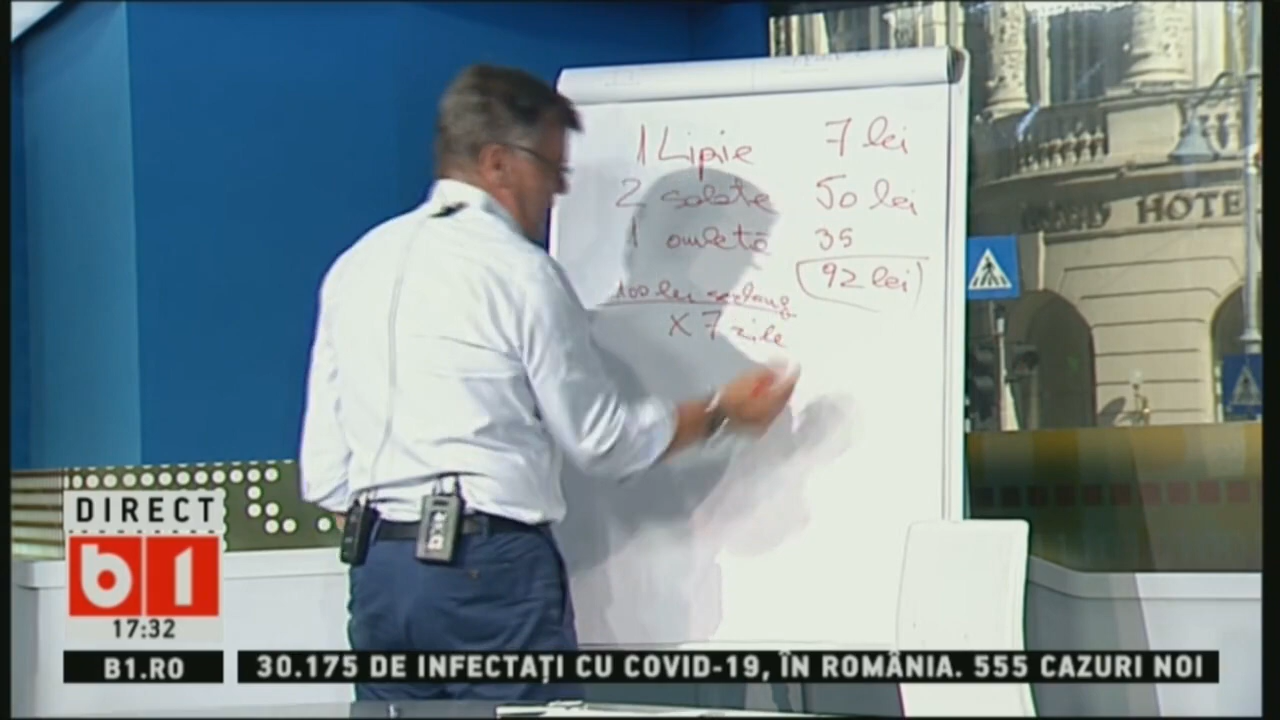 1 Lipie 7 lei
2 salate 50 lei
1 omletă 35
92 lei
100 lei
x 7 zile
HOTEL
DIRECT
b1
17:32
B1.RO
30.175 DE INFECTAȚI CU COVID-19, ÎN ROMÂNIA. 555 CAZURI NOI